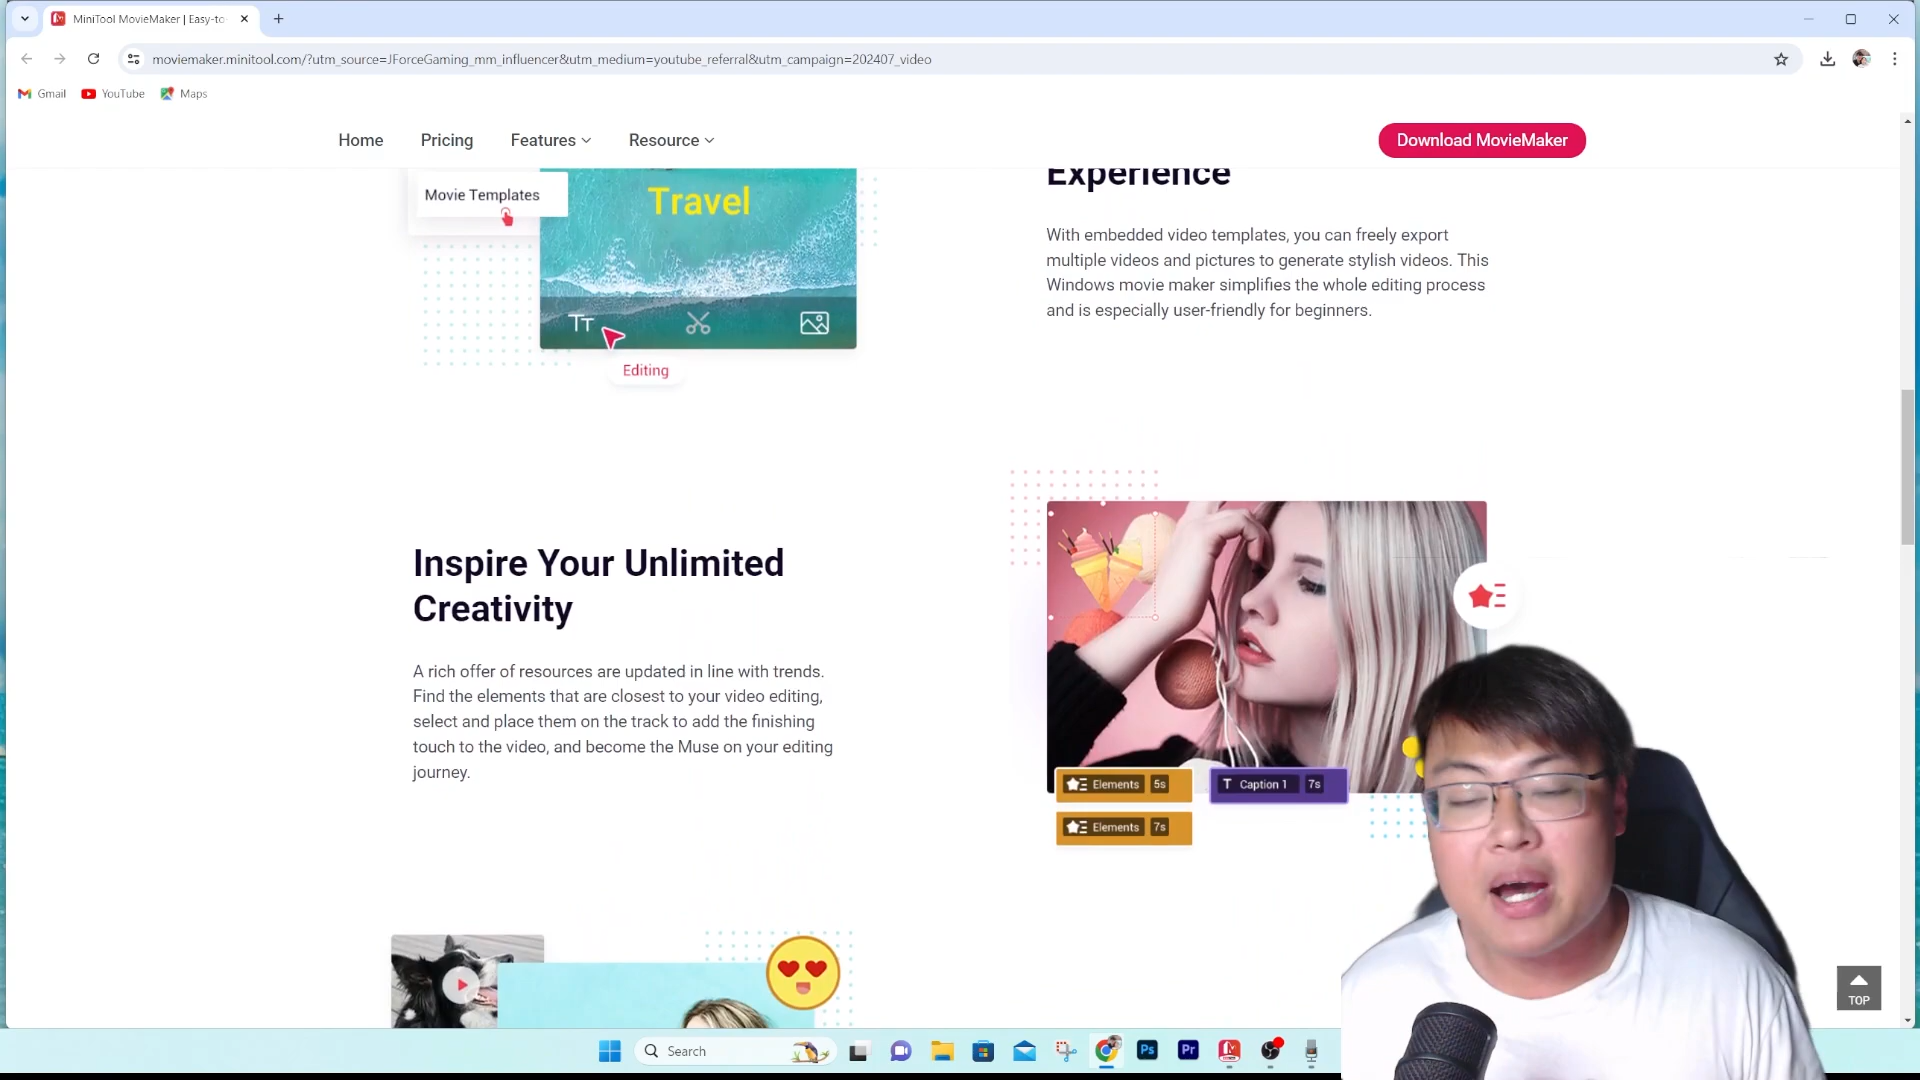 MiniTool MovieMaker | Easy-to-
moviemaker.minitool.com/?utm_source=JForceGaming_mm_influencer&utm_medium=youtube_referral&utm_campaign=202407_video
Gmail YouTube Maps
Home Pricing Features Resource Download MovieMaker
Movie Templates
Travel
TT
Editing
Experience
With embedded video templates, you can freely export
multiple videos and pictures to generate stylish videos. This
Windows movie maker simplifies the whole editing process
and is especially user-friendly for beginners.
Inspire Your Unlimited
Creativity
A rich offer of resources are updated in line with trends.
Find the elements that are closest to your video editing,
select and place them on the track to add the finishing
touch to the video, and become the Muse on your editing
journey.
Elements 5s T Caption 1 7s
Elements 7s
TOP
Search
Ps Pr